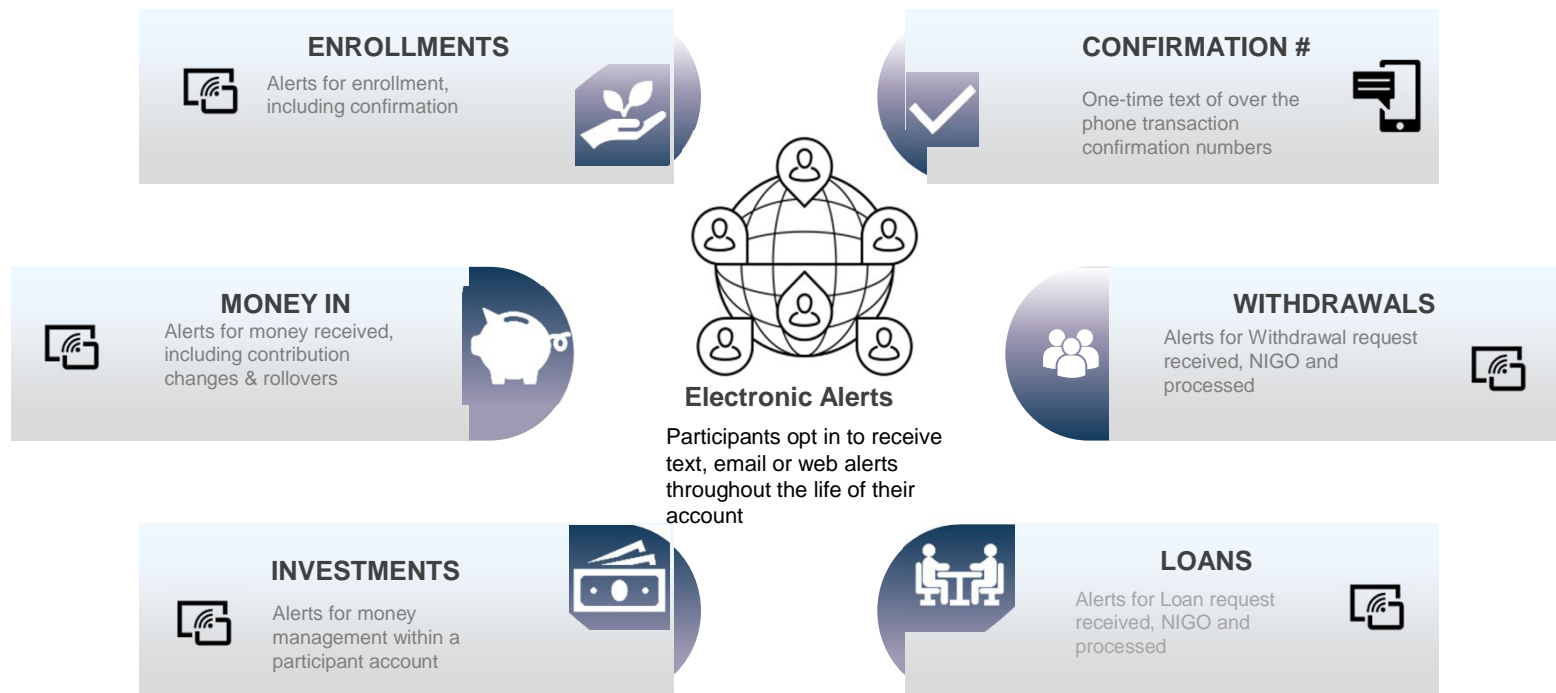 ENROLLMENTS
Alerts for enrollment,
including confirmation
CONFIRMATION #
One-time text of over the
phone transaction
confirmation numbers
MONEY IN
Alerts for money received,
including contribution
changes & rollovers
WITHDRAWALS
Alerts for Withdrawal request
received, NIGO and
processed
Electronic Alerts
Participants opt in to receive
text, email or web alerts
throughout the life of their
account
INVESTMENTS
Alerts for money
management within a
participant account
LOANS
Alerts for Loan request
received, NIGO and
processed